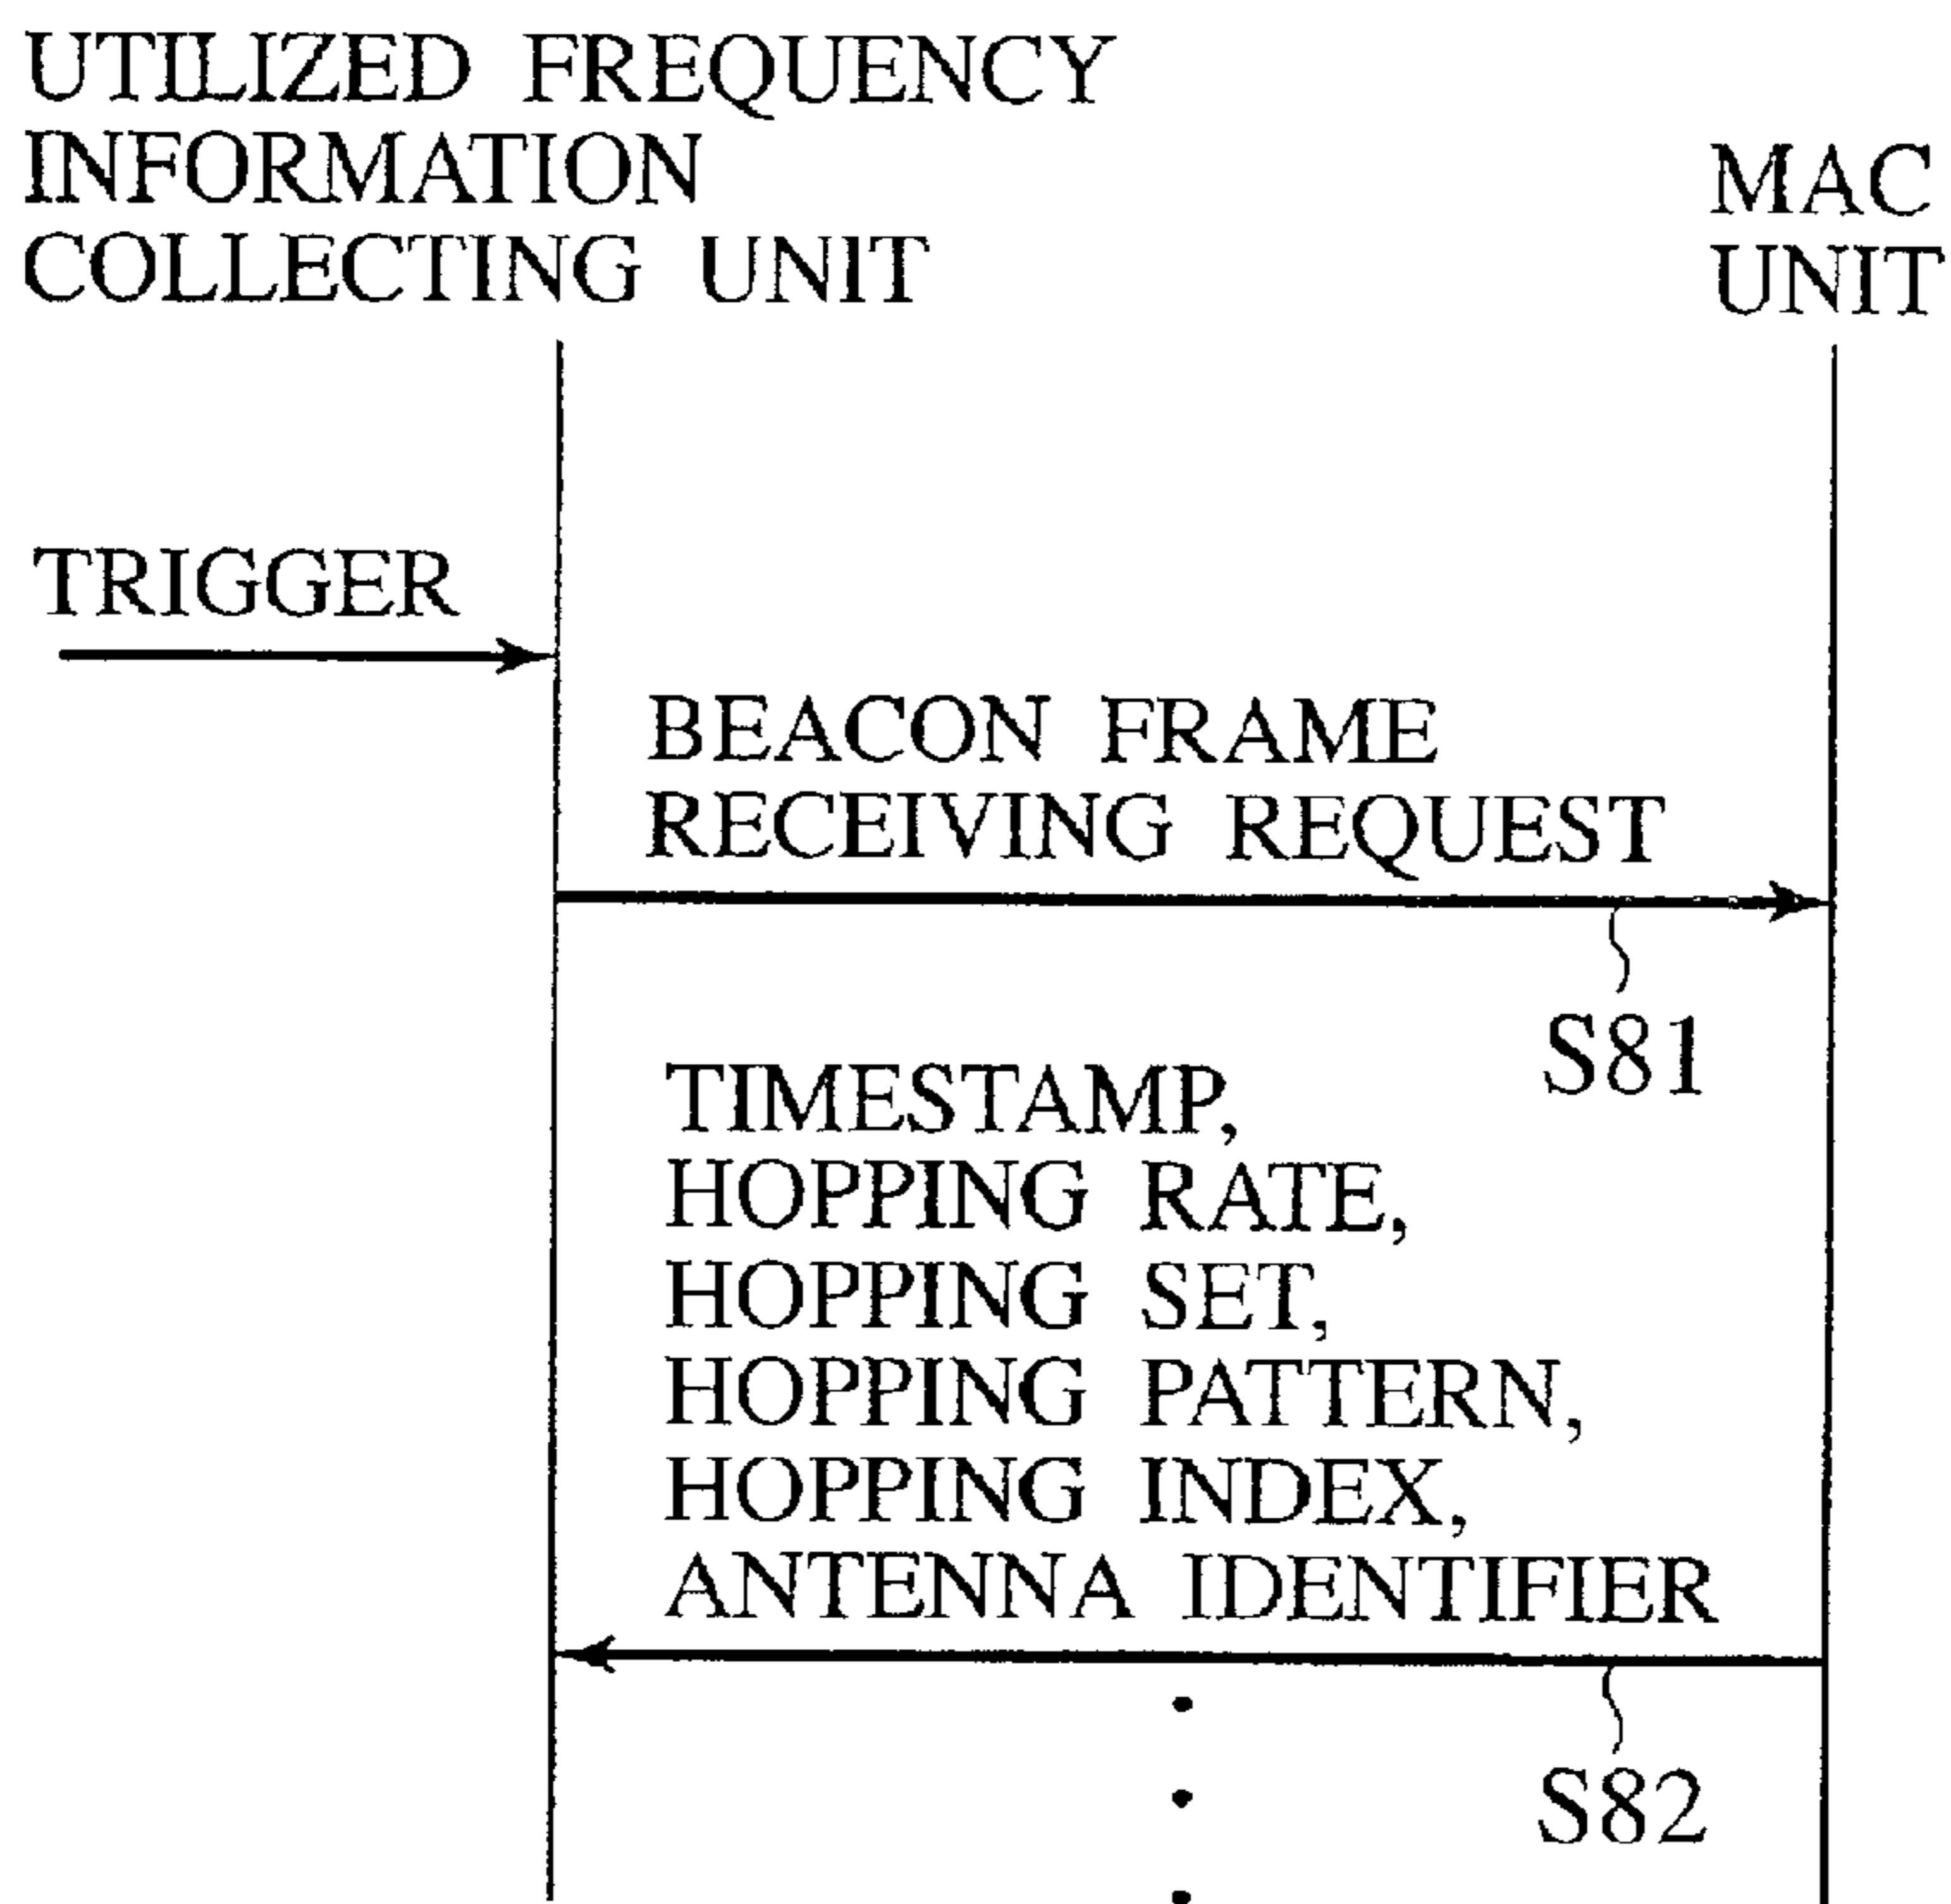 UTILIZED FREQUENCY
INFORMATION
COLLECTING UNIT
MAC
UNIT
TRIGGER
BEACON FRAME
RECEIVING REQUEST
S81
TIMESTAMP,
HOPPING RATE,
HOPPING SET,
HOPPING PATTERN,
HOPPING INDEX,
ANTENNA IDENTIFIER
S82